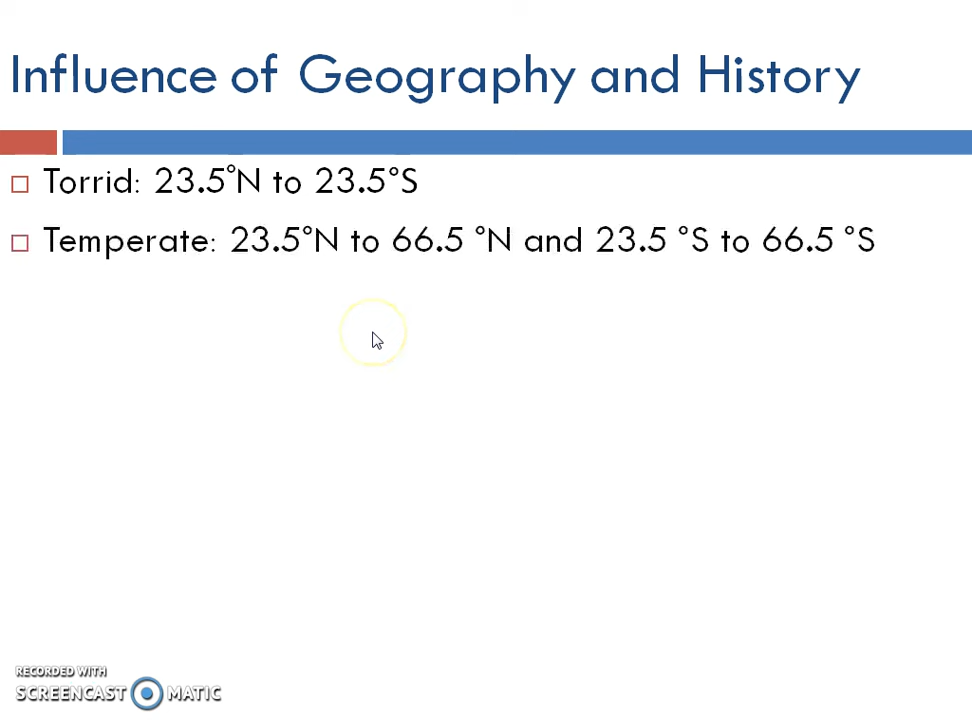 Influence of Geography and History
Torrid: 23.5°N to 23.5°S
Temperate: 23.5°N to 66.5 °N and 23.5 °S to 66.5 °S
RECORDED WITH
SCREENCAST MATIC